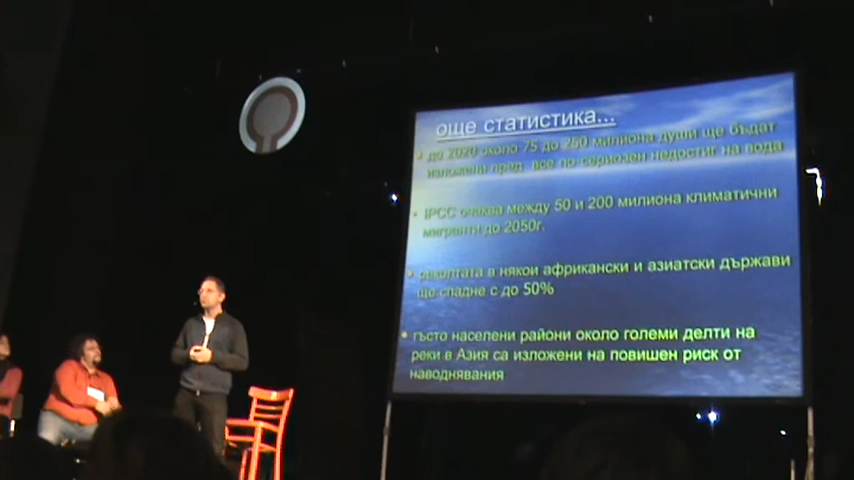 още статистика...
до 2020 около 75 до 250 милиона души ще бъдат
изложени пред все по-сериозен недостиг на вода
IPCC очаква между 50 и 200 милиона климатични
мигранти до 2050г.
реколтата в някои африкански и азиатски държави
ще спадне с до 50%
гъсто населени райони около големи делти на
реки в Азия са изложени на повишен риск от
наводнявания